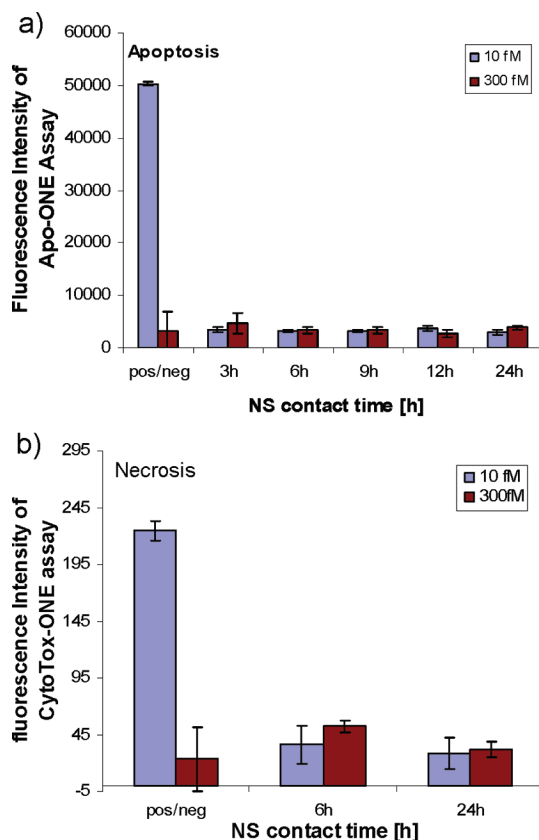 a)
Apoptosis
10 fM
300 fM
Fluorescence Intensity of
Apo-ONE Assay
60000
50000
40000
30000
20000
10000
0
pos/neg 3h 6h 9h 12h 24h
NS contact time [h]
b)
Necrosis
10 fM
300fM
fluorescence Intensity of
CytoTox-ONE assay
295
245
195
145
95
45
-5
pos/neg 6h 24h
NS contact time [h]